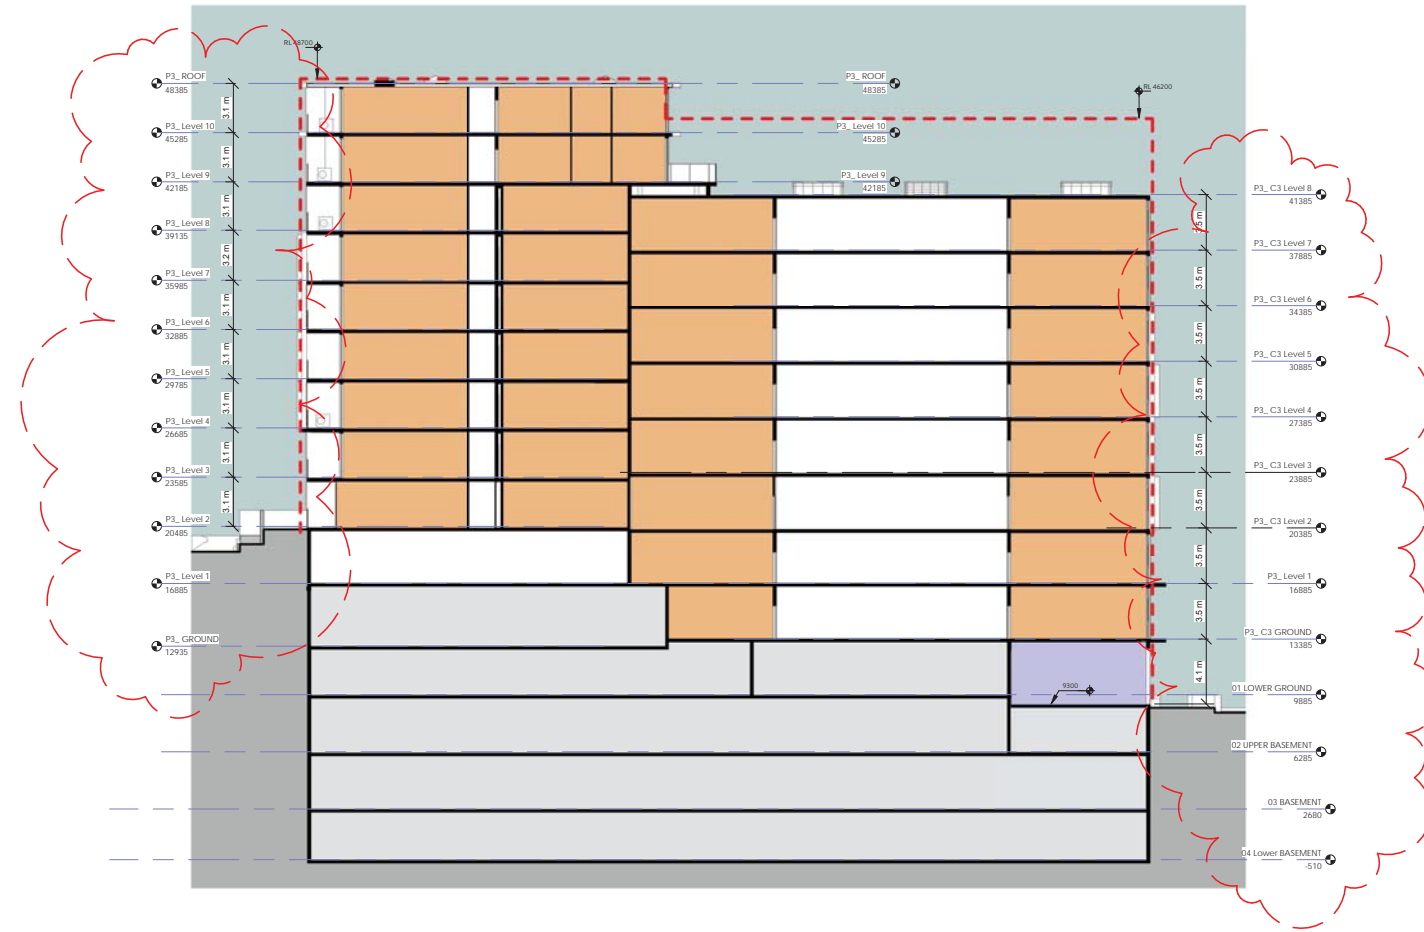 RL 48700
P3_ ROOF
48385
3.1 m
P3_ Level 10
45285
3.1 m
P3_ Level 9
42185
3.1 m
P3_ Level 8
39135
3.2 m
P3_ Level 7
35985
3.1 m
P3_ Level 6
32885
3.1 m
P3_ Level 5
29785
3.1 m
P3_ Level 4
26685
3.1 m
P3_ Level 3
23585
3.1 m
P3_ Level 2
20485
P3_ Level 1
16885
P3_ GROUND
12935
P3_ ROOF
48385
P3_ Level 10
45285
P3_ Level 9
42185
RL 46200
P3_ C3 Level 8
41385
3.5 m
P3_ C3 Level 7
37885
3.5 m
P3_ C3 Level 6
34385
3.5 m
P3_ C3 Level 5
30885
3.5 m
P3_ C3 Level 4
27385
3.5 m
P3_ C3 Level 3
23885
3.5 m
P3_ C3 Level 2
20385
3.5 m
P3_ Level 1
16885
3.5 m
P3_ C3 GROUND
13385
4.1 m
01 LOWER GROUND
9885
9300
02 UPPER BASEMENT
6285
03 BASEMENT
2680
04 Lower BASEMENT
-510